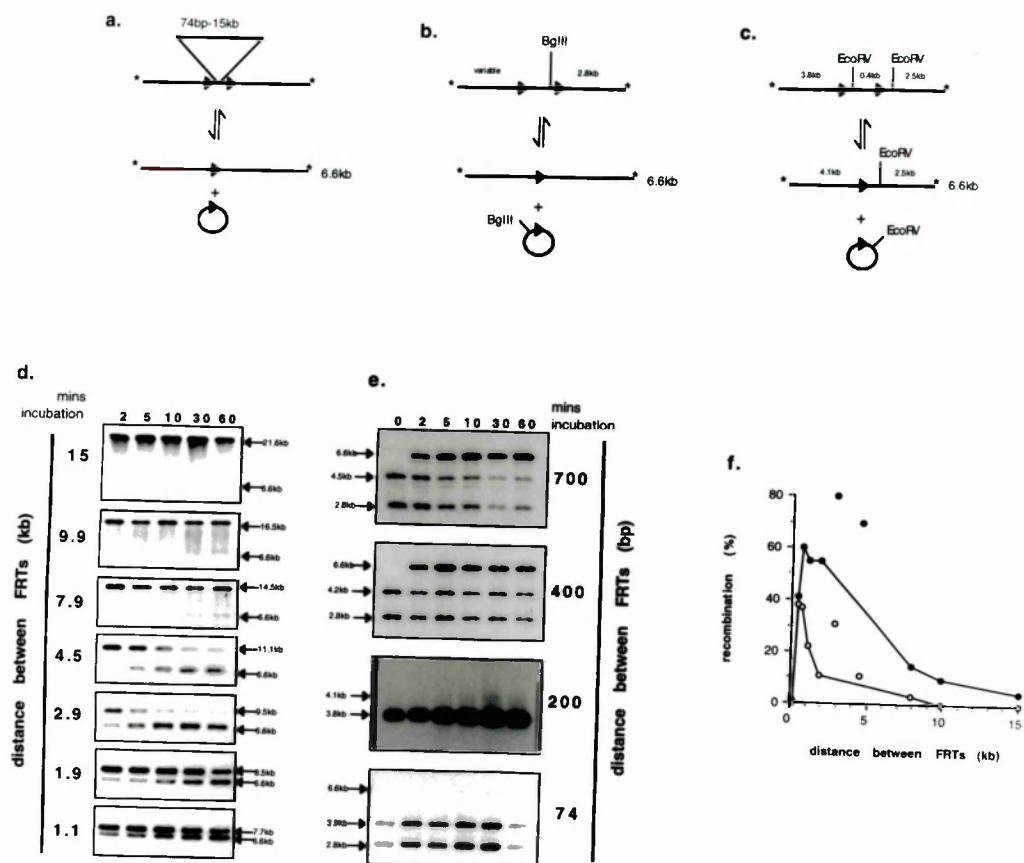 a.
74bp-15kb
* *
* * 6.6kb
+
b.
BglII
variable 2.8kb
* *
* * 6.6kb
+
BglII
c.
EcoRV EcoRV
3.8kb 0.4kb 2.5kb
* *
EcoRV
4.1kb 2.5kb
* * 6.6kb
+
EcoRV
d.
mins
incubation
2 5 10 30 60
distance between FRTs (kb)
15
21.6kb
6.6kb
9.9
16.5kb
6.6kb
7.9
14.5kb
6.6kb
4.5
11.1kb
6.6kb
2.9
9.5kb
6.6kb
1.9
8.5kb
6.6kb
1.1
7.7kb
6.6kb
e.
0 2 5 10 30 60
mins
incubation
distance between FRTs (bp)
6.6kb
4.5kb
2.8kb
700
6.6kb
4.2kb
2.8kb
400
4.1kb
3.8kb
200
6.6kb
3.9kb
2.8kb
74
f.
recombination (%)
80
60
40
20
0
0 5 10 15
distance between FRTs (kb)